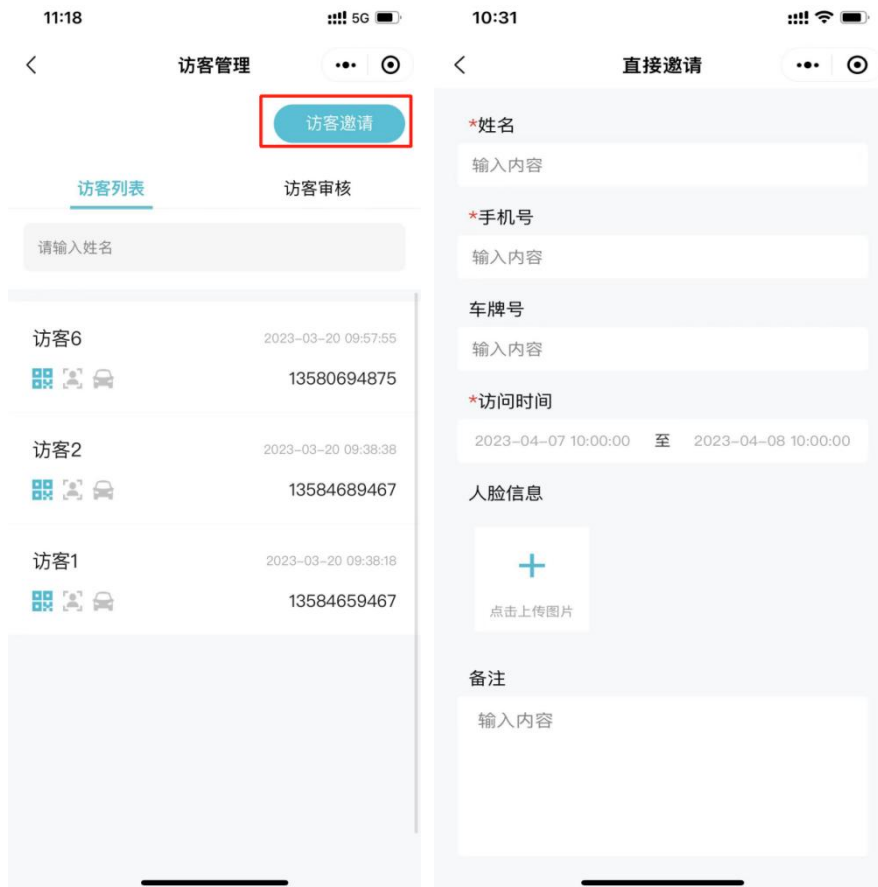 11:18
5G
访客管理
访客邀请
访客列表
访客审核
请输入姓名
访客6
2023-03-20 09:57:55
13580694875
访客2
2023-03-20 09:38:38
13584689467
访客1
2023-03-20 09:38:18
13584659467
10:31
直接邀请
*姓名
输入内容
*手机号
输入内容
车牌号
输入内容
*访问时间
2023-04-07 10:00:00 至 2023-04-08 10:00:00
人脸信息
点击上传图片
备注
输入内容